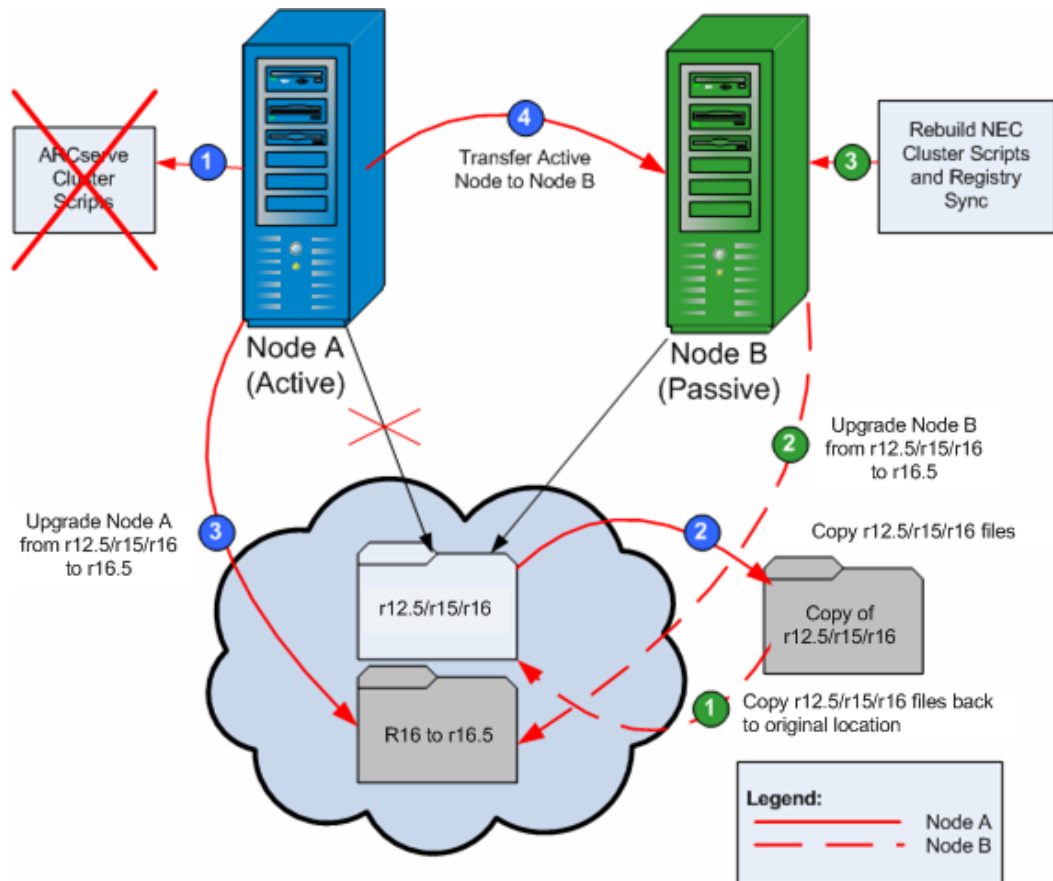 ARCserve
Cluster
Scripts
1
4
Transfer Active
Node to Node B
3
Rebuild NEC
Cluster Scripts
and Registry
Sync
Node A
(Active)
Node B
(Passive)
2
Upgrade Node B
from r12.5/r15/r16
to r16.5
Upgrade Node A
from r12.5/r15/r16
to r16.5
3
2
Copy r12.5/r15/r16 files
r12.5/r15/r16
Copy of
r12.5/r15/r16
R16 to r16.5
1
Copy r12.5/r15/r16 files back
to original location
Legend:
Node A
Node B